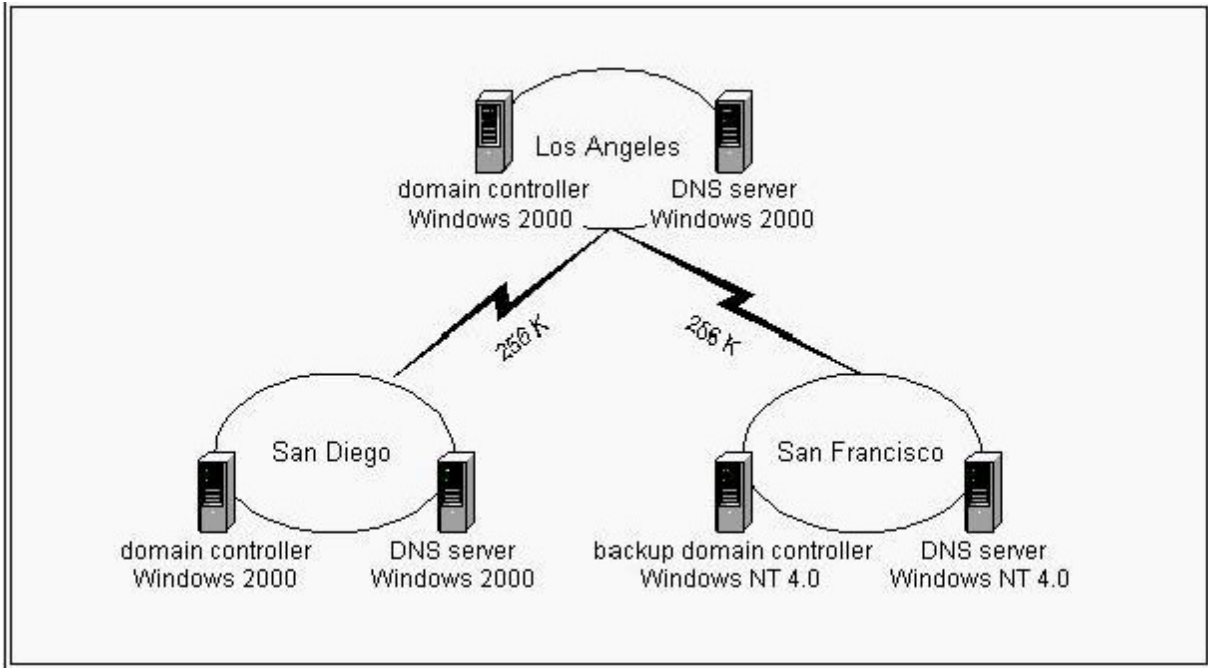 Los Angeles
domain controller
Windows 2000
DNS server
Windows 2000
256 K
256 K
San Diego
San Francisco
domain controller
Windows 2000
DNS server
Windows 2000
backup domain controller
Windows NT 4.0
DNS server
Windows NT 4.0